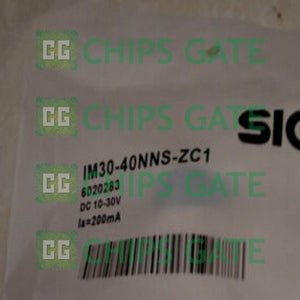 CG CHIPS GATE
CG CHIPS GATE
SIC
IM30-40NNS-ZC1
6020283
DC 10-30V
Ia=200mA
CG CHIPS GATE
CG CHIPS GATE